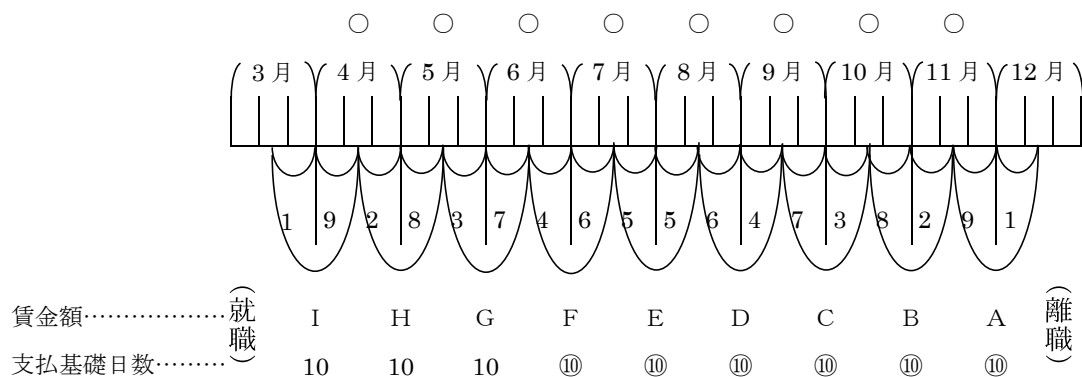 ○ ○ ○ ○ ○ ○ ○ ○
3月 4月 5月 6月 7月 8月 9月 10月 11月 12月
1 9 2 8 3 7 4 6 5 5 6 4 7 3 8 2 9 1
賃金額……………… (就職) I H G F E D C B A (離職)
支払基礎日数……… 10 10 10 ⑩ ⑩ ⑩ ⑩ ⑩ ⑩